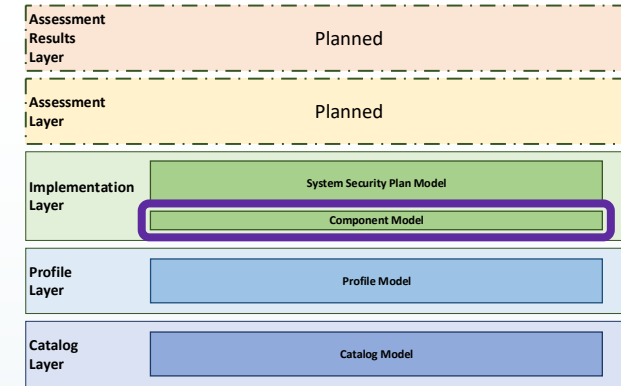 Assessment
Results
Layer
Planned
Assessment
Layer
Planned
Implementation
Layer
System Security Plan Model
Component Model
Profile
Layer
Profile Model
Catalog
Layer
Catalog Model